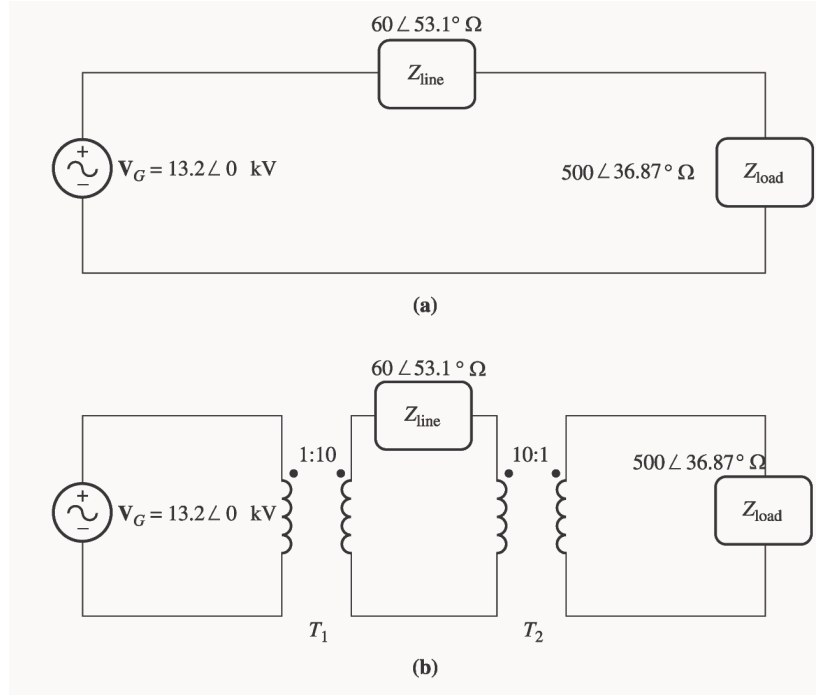 60∠53.1° Ω
Z_line
+
V_G = 13.2∠0 kV
−
500∠36.87° Ω
Z_load
(a)
60∠53.1° Ω
Z_line
1:10
10:1
500∠36.87° Ω
+
V_G = 13.2∠0 kV
−
Z_load
T_1
T_2
(b)